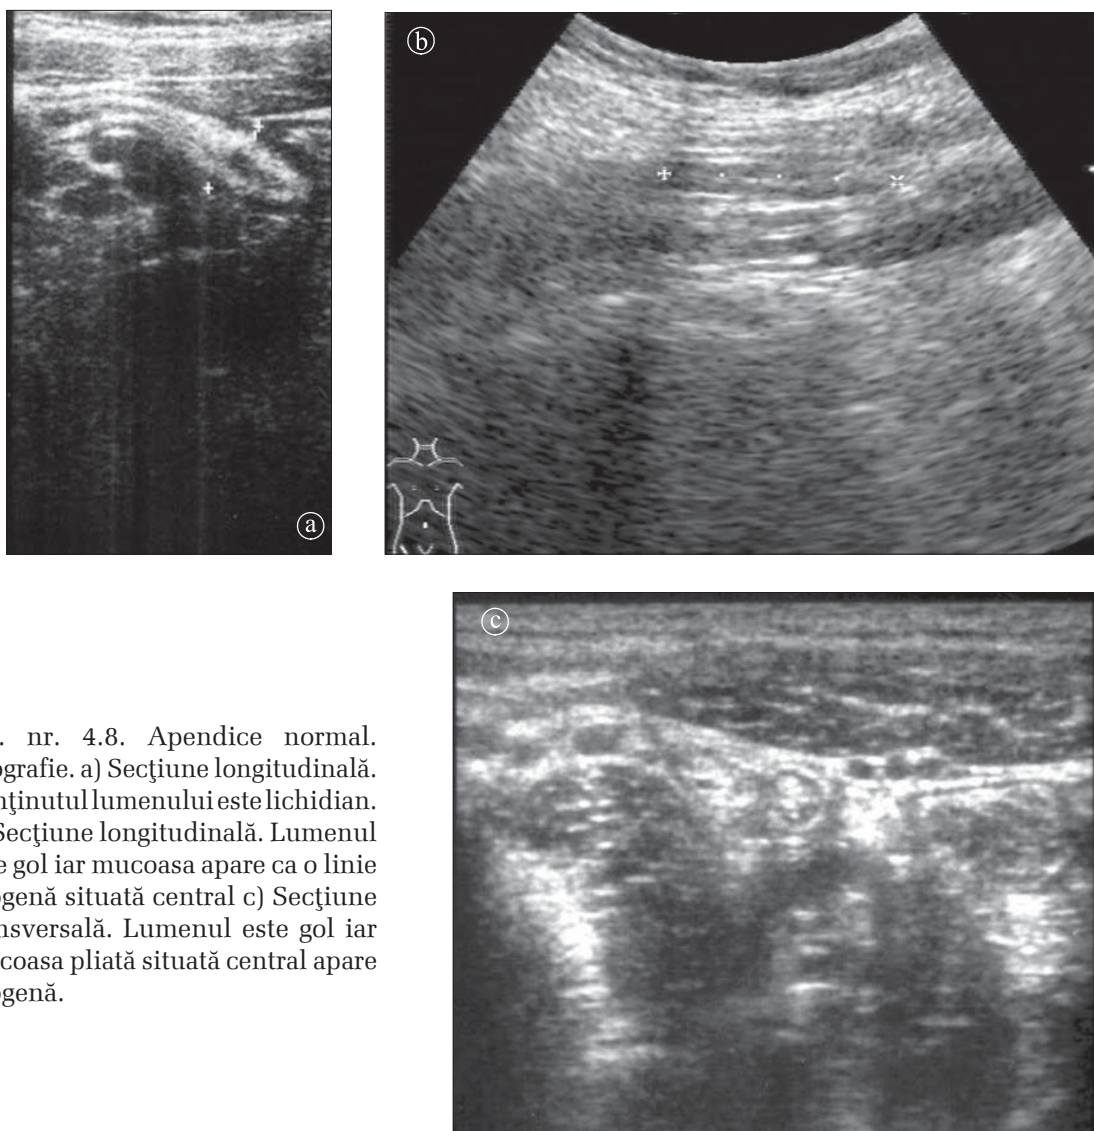 a
b
c
. nr. 4.8. Apendice normal.
ografie. a) Secţiune longitudinală.
nţinutul lumenului este lichidian.
Secţiune longitudinală. Lumenul
e gol iar mucoasa apare ca o linie
ogenă situată central c) Secţiune
nsversală. Lumenul este gol iar
coasa pliată situată central apare
ogenă.